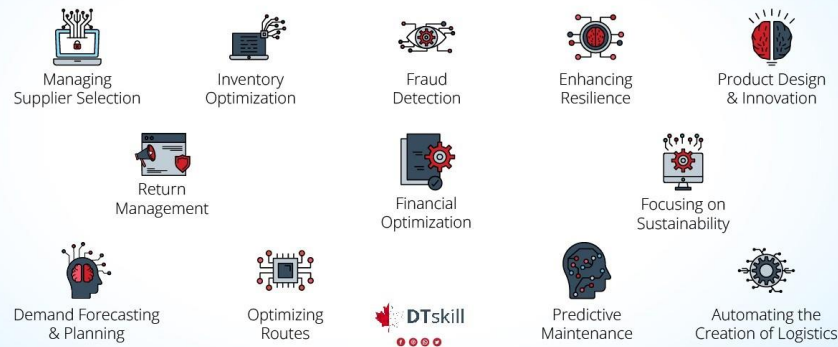 Managing
Supplier Selection
Inventory
Optimization
Fraud
Detection
Enhancing
Resilience
Product Design
& Innovation
Return
Management
Financial
Optimization
Focusing on
Sustainability
Demand Forecasting
& Planning
Optimizing
Routes
DTskill
Predictive
Maintenance
Automating the
Creation of Logistics